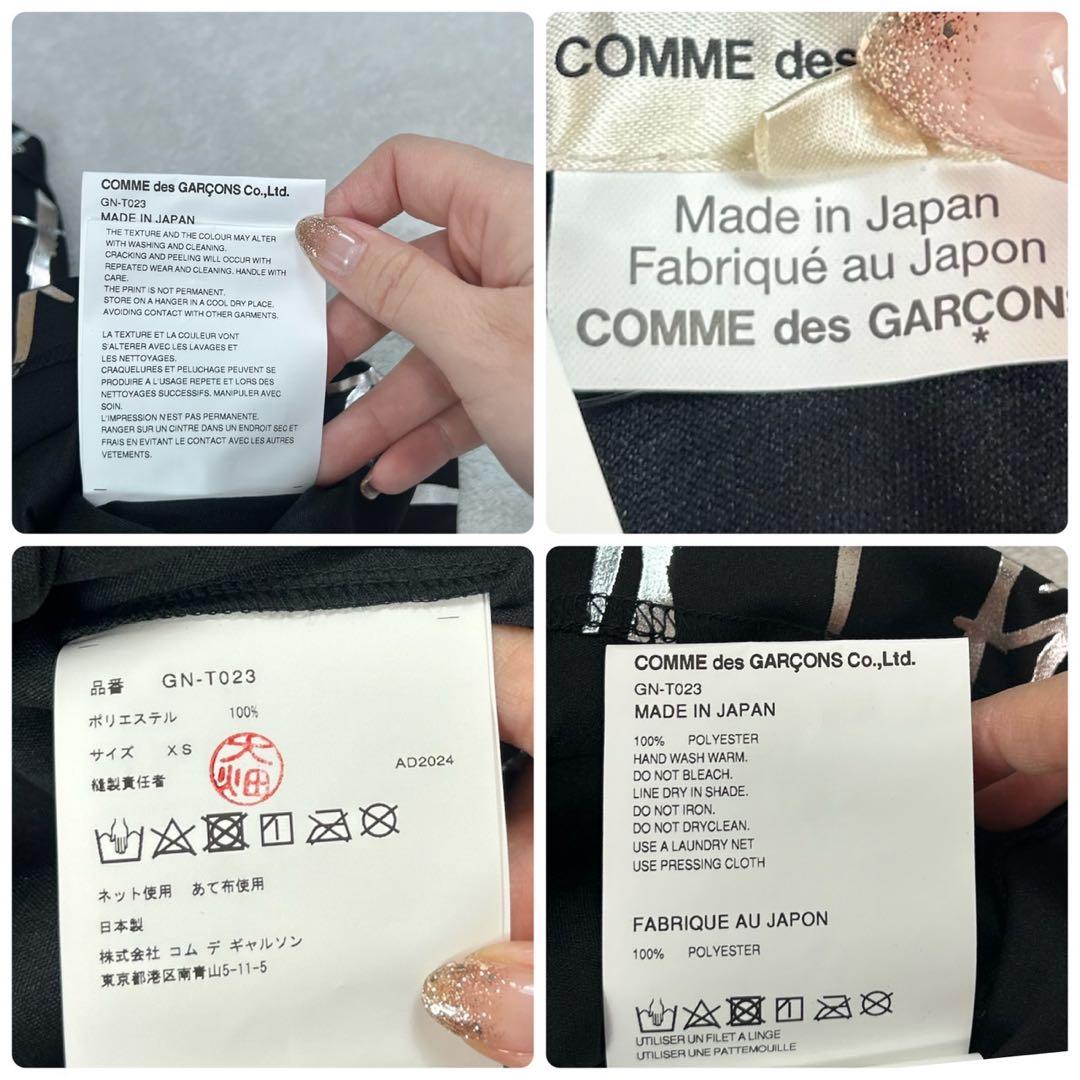 COMME des GARÇONS Co.,Ltd.
GN-T023
MADE IN JAPAN
THE TEXTURE AND THE COLOUR MAY ALTER
WITH WASHING AND CLEANING.
CRACKING AND PEELING WILL OCCUR WITH
REPEATED WEAR AND CLEANING. HANDLE WITH
CARE.
THE PRINT IS NOT PERMANENT.
STORE ON A HANGER IN A COOL DRY PLACE,
AVOIDING CONTACT WITH OTHER GARMENTS.
LA TEXTURE ET LA COULEUR VONT
S'ALTERER AVEC LES LAVAGES ET
LES NETTOYAGES.
CRAQUELURES ET PELUCHAGE PEUVENT SE
PRODUIRE A L'USAGE REPETE ET LORS DES
NETTOYAGES SUCCESSIFS. MANIPULER AVEC
SOIN.
L'IMPRESSION N'EST PAS PERMANENTE.
RANGER SUR UN CINTRE DANS UN ENDROIT SEC ET
FRAIS EN EVITANT LE CONTACT AVEC LES AUTRES
VETEMENTS.
COMME des
Made in Japan
Fabriqué au Japon
COMME des GARÇON
*
品番 GN-T023
ポリエステル 100%
サイズ XS
縫製責任者 大畑 AD2024
ネット使用 あて布使用
日本製
株式会社 コム デ ギャルソン
東京都港区南青山5-11-5
COMME des GARÇONS Co.,Ltd.
GN-T023
MADE IN JAPAN
100% POLYESTER
HAND WASH WARM.
DO NOT BLEACH.
LINE DRY IN SHADE.
DO NOT IRON.
DO NOT DRYCLEAN.
USE A LAUNDRY NET
USE PRESSING CLOTH
FABRIQUE AU JAPON
100% POLYESTER
UTILISER UN FILET A LINGE
UTILISER UNE PATTEMOUILLE